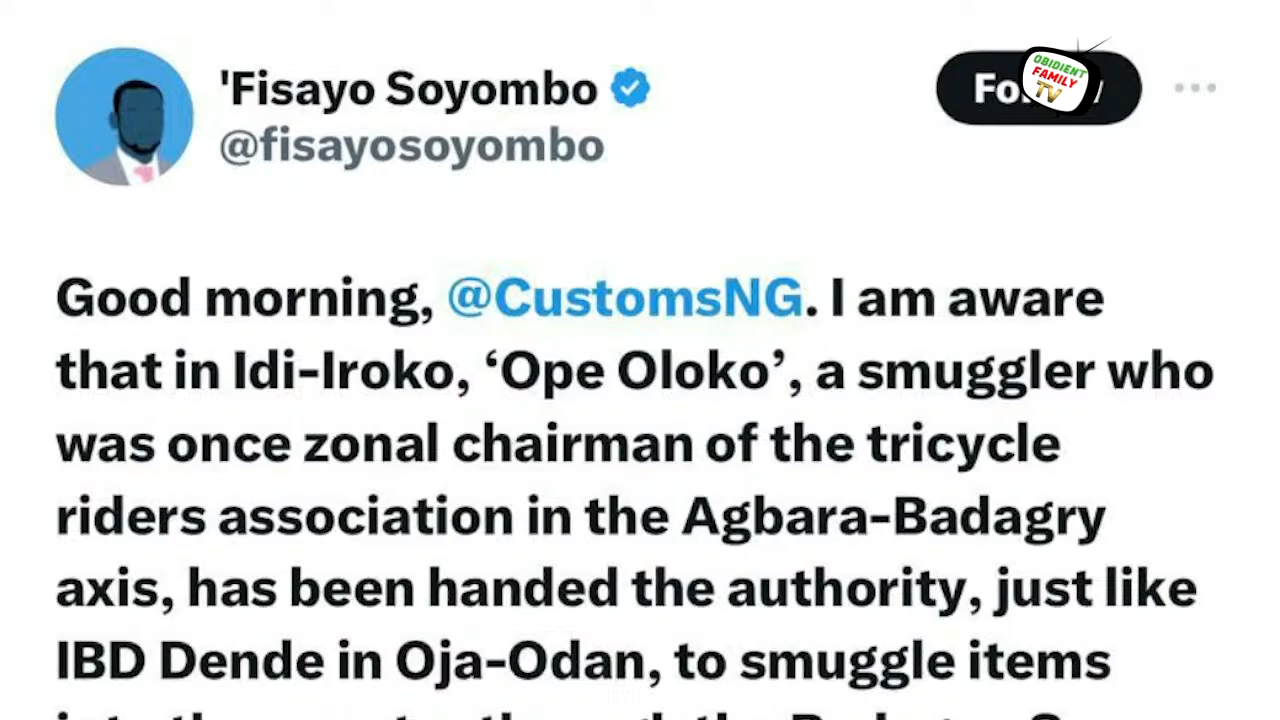 'Fisayo Soyombo
@fisayosoyombo
OBIDIENT
FAMILY
TV
Good morning, @CustomsNG. I am aware
that in Idi-Iroko, ‘Ope Oloko’, a smuggler who
was once zonal chairman of the tricycle
riders association in the Agbara-Badagry
axis, has been handed the authority, just like
IBD Dende in Oja-Odan, to smuggle items